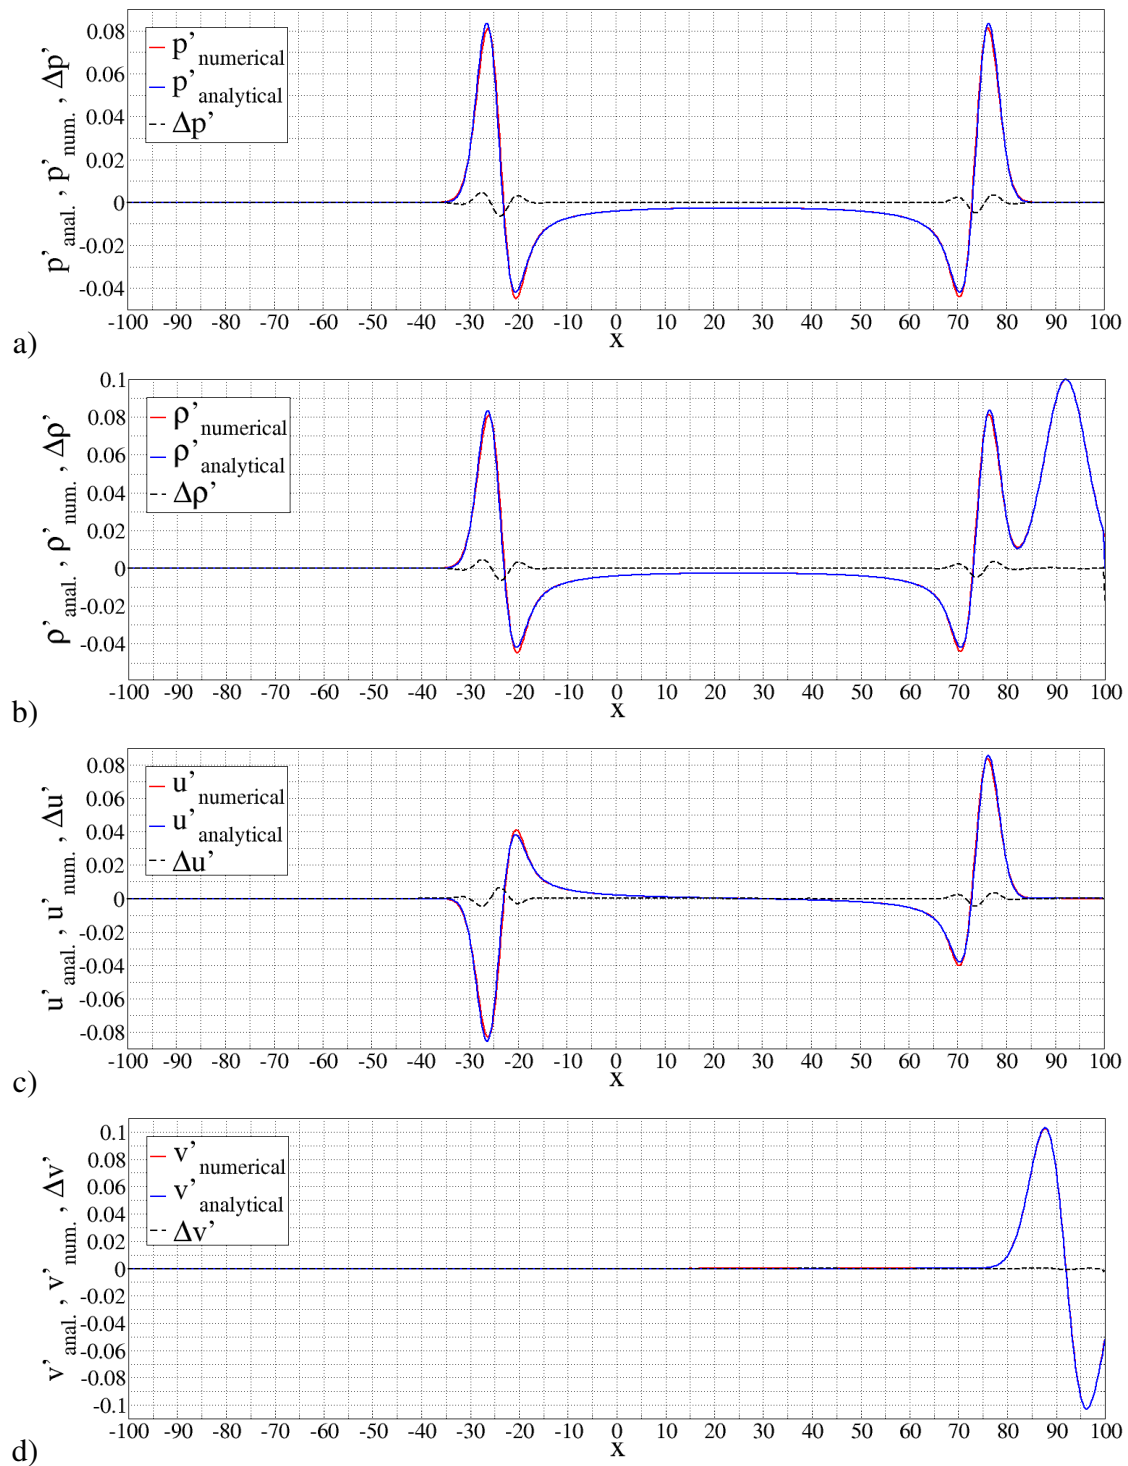 0.08
0.06
0.04
0.02
0
-0.02
-0.04
p'anal. , p'num. , Δp'
p'numerical
p'analytical
Δp'
-100 -90 -80 -70 -60 -50 -40 -30 -20 -10 0 10 20 30 40 50 60 70 80 90 100
x
a)
0.1
0.08
0.06
0.04
0.02
0
-0.02
-0.04
ρ'anal. , ρ'num. , Δρ'
ρ'numerical
ρ'analytical
Δρ'
-100 -90 -80 -70 -60 -50 -40 -30 -20 -10 0 10 20 30 40 50 60 70 80 90 100
x
b)
0.08
0.06
0.04
0.02
0
-0.02
-0.04
-0.06
-0.08
u'anal. , u'num. , Δu'
u'numerical
u'analytical
Δu'
-100 -90 -80 -70 -60 -50 -40 -30 -20 -10 0 10 20 30 40 50 60 70 80 90 100
x
c)
0.1
0.08
0.06
0.04
0.02
0
-0.02
-0.04
-0.06
-0.08
-0.1
v'anal. , v'num. , Δv'
v'numerical
v'analytical
Δv'
-100 -90 -80 -70 -60 -50 -40 -30 -20 -10 0 10 20 30 40 50 60 70 80 90 100
x
d)